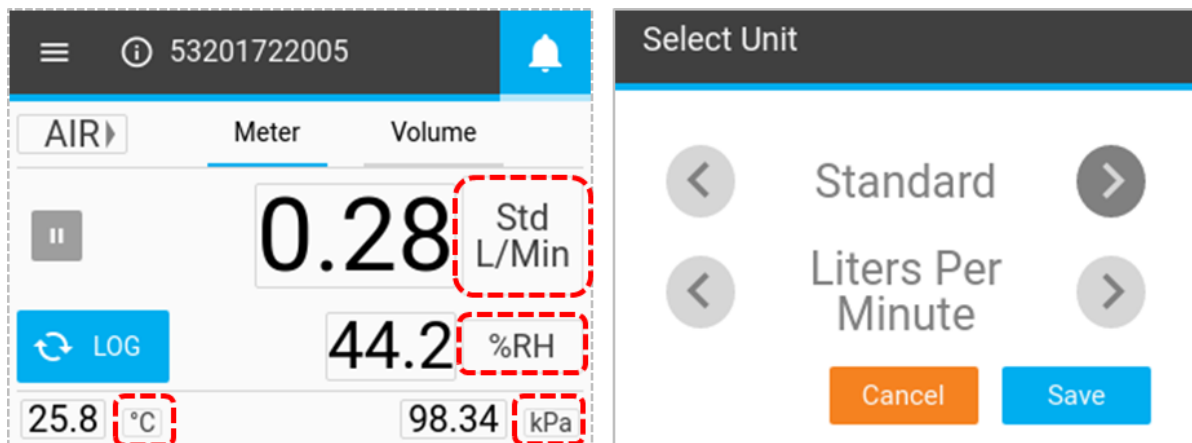 53201722005
AIR Meter Volume
0.28 Std
L/Min
LOG 44.2 %RH
25.8 °C 98.34 kPa
Select Unit
Standard
Liters Per
Minute
Cancel Save